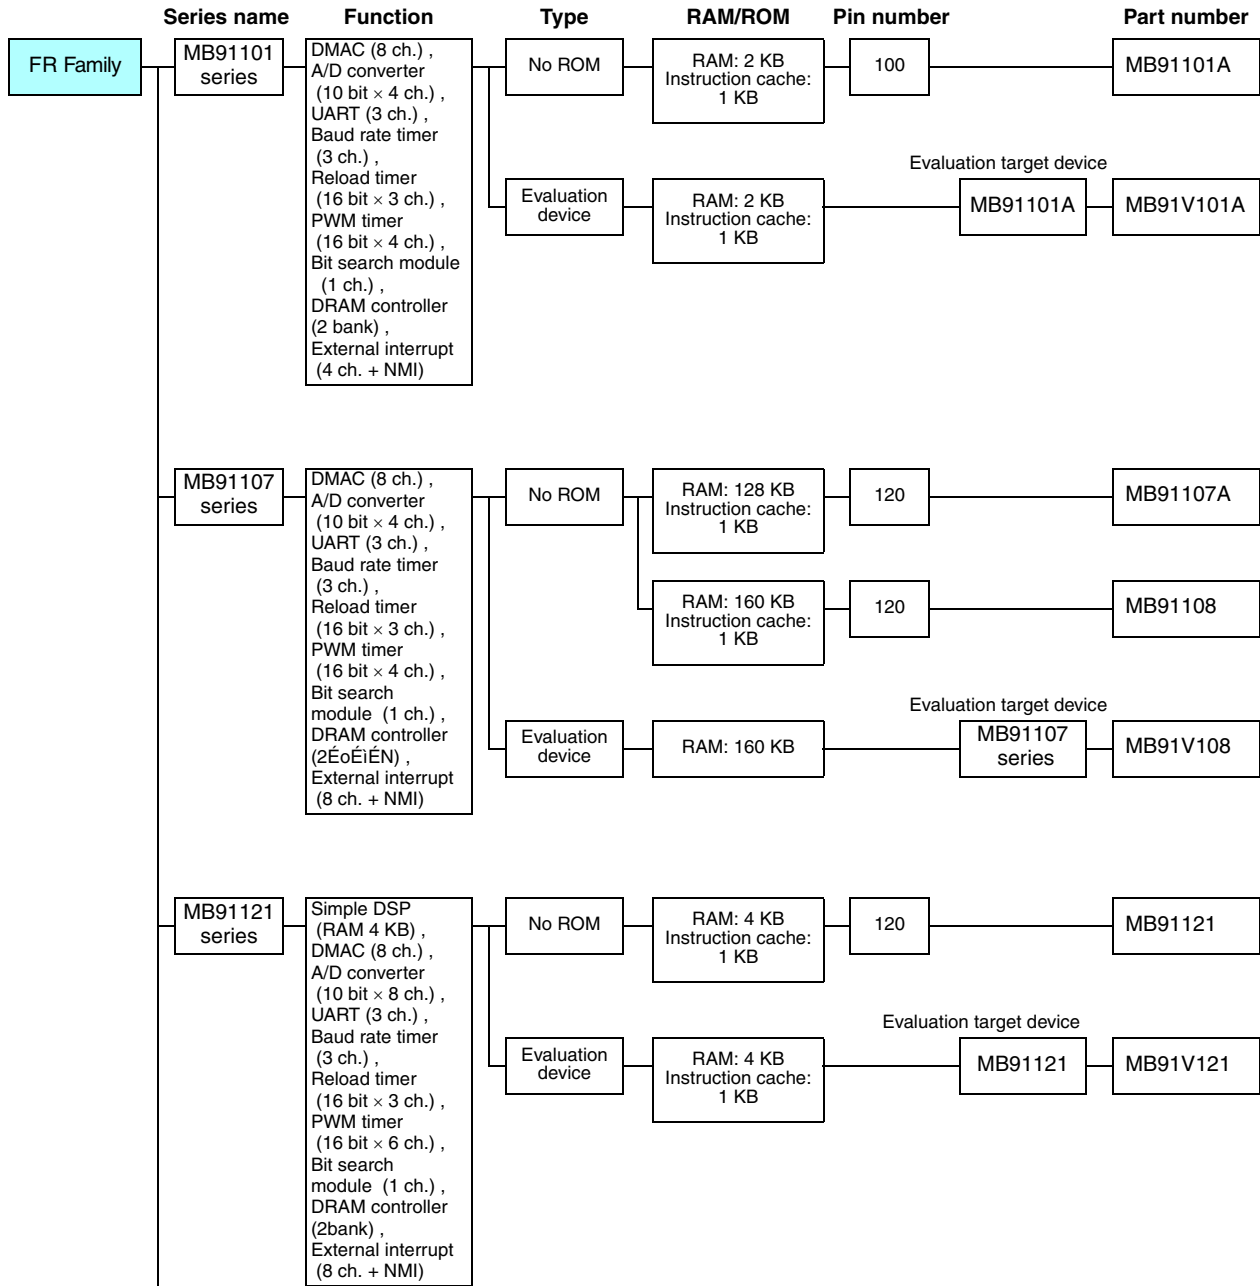 Series name Function Type RAM/ROM Pin number Part number
FR Family
MB91101
series
DMAC (8 ch.) ,
A/D converter
(10 bit × 4 ch.) ,
UART (3 ch.) ,
Baud rate timer
(3 ch.) ,
Reload timer
(16 bit × 3 ch.) ,
PWM timer
(16 bit × 4 ch.) ,
Bit search module
(1 ch.) ,
DRAM controller
(2 bank) ,
External interrupt
(4 ch. + NMI)
No ROM
RAM: 2 KB
Instruction cache:
1 KB
100
MB91101A
Evaluation
device
RAM: 2 KB
Instruction cache:
1 KB
Evaluation target device
MB91101A
MB91V101A
MB91107
series
DMAC (8 ch.) ,
A/D converter
(10 bit × 4 ch.) ,
UART (3 ch.) ,
Baud rate timer
(3 ch.) ,
Reload timer
(16 bit × 3 ch.) ,
PWM timer
(16 bit × 4 ch.) ,
Bit search
module (1 ch.) ,
DRAM controller
(2ÉoÉìÉN) ,
External interrupt
(8 ch. + NMI)
No ROM
RAM: 128 KB
Instruction cache:
1 KB
120
MB91107A
RAM: 160 KB
Instruction cache:
1 KB
120
MB91108
Evaluation
device
RAM: 160 KB
Evaluation target device
MB91107
series
MB91V108
MB91121
series
Simple DSP
(RAM 4 KB) ,
DMAC (8 ch.) ,
A/D converter
(10 bit × 8 ch.) ,
UART (3 ch.) ,
Baud rate timer
(3 ch.) ,
Reload timer
(16 bit × 3 ch.) ,
PWM timer
(16 bit × 6 ch.) ,
Bit search
module (1 ch.) ,
DRAM controller
(2bank) ,
External interrupt
(8 ch. + NMI)
No ROM
RAM: 4 KB
Instruction cache:
1 KB
120
MB91121
Evaluation
device
RAM: 4 KB
Instruction cache:
1 KB
Evaluation target device
MB91121
MB91V121